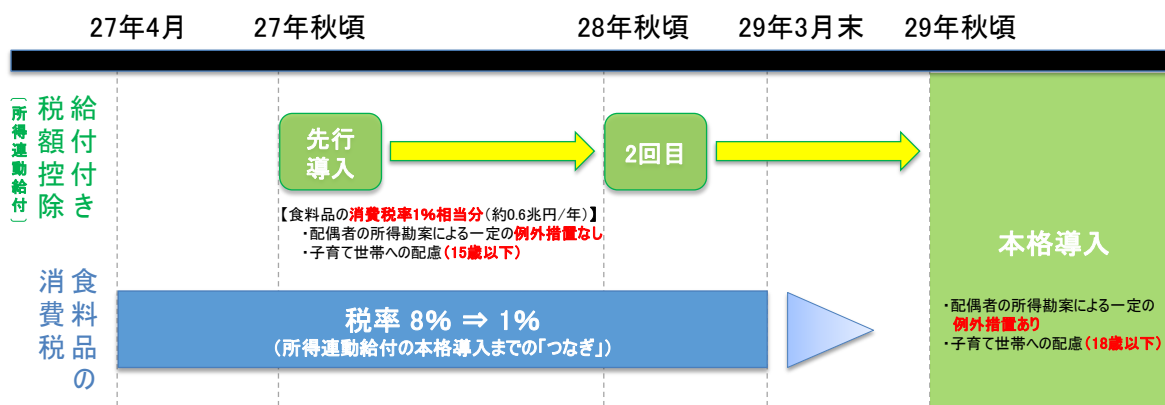 27年4月
27年秋頃
28年秋頃
29年3月末
29年秋頃
給付付き
税額控除
〔所得連動給付〕
先行
導入
2回目
【食料品の消費税率1%相当分(約0.6兆円/年)】
・配偶者の所得勘案による一定の例外措置なし
・子育て世帯への配慮(15歳以下)
食料品の
消費税
税率 8% ⇒ 1%
(所得連動給付の本格導入までの「つなぎ」)
本格導入
・配偶者の所得勘案による一定の
例外措置あり
・子育て世帯への配慮(18歳以下)